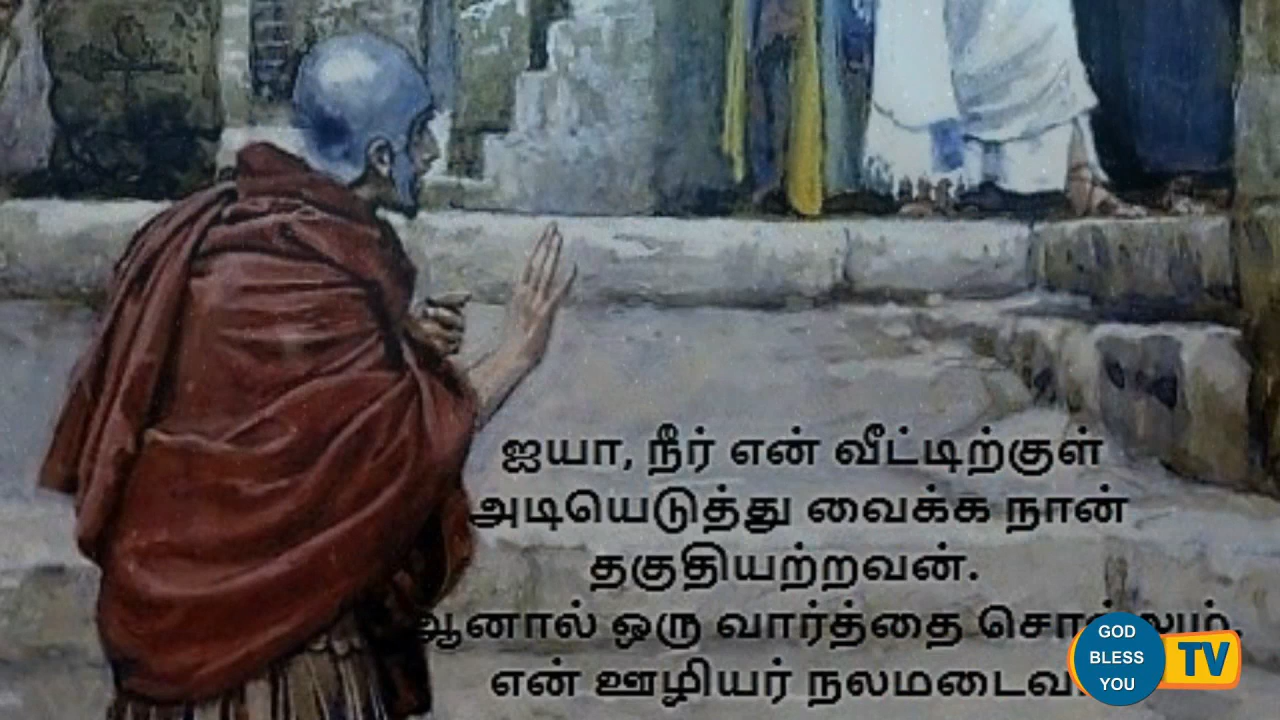 ஐயா, நீர் என் வீட்டிற்குள்
அடியெடுத்து வைக்க நான்
தகுதியற்றவன்.
ஆனால் ஒரு வார்த்தை
என் ஊழியர்
GOD
BLESS
YOU
TV